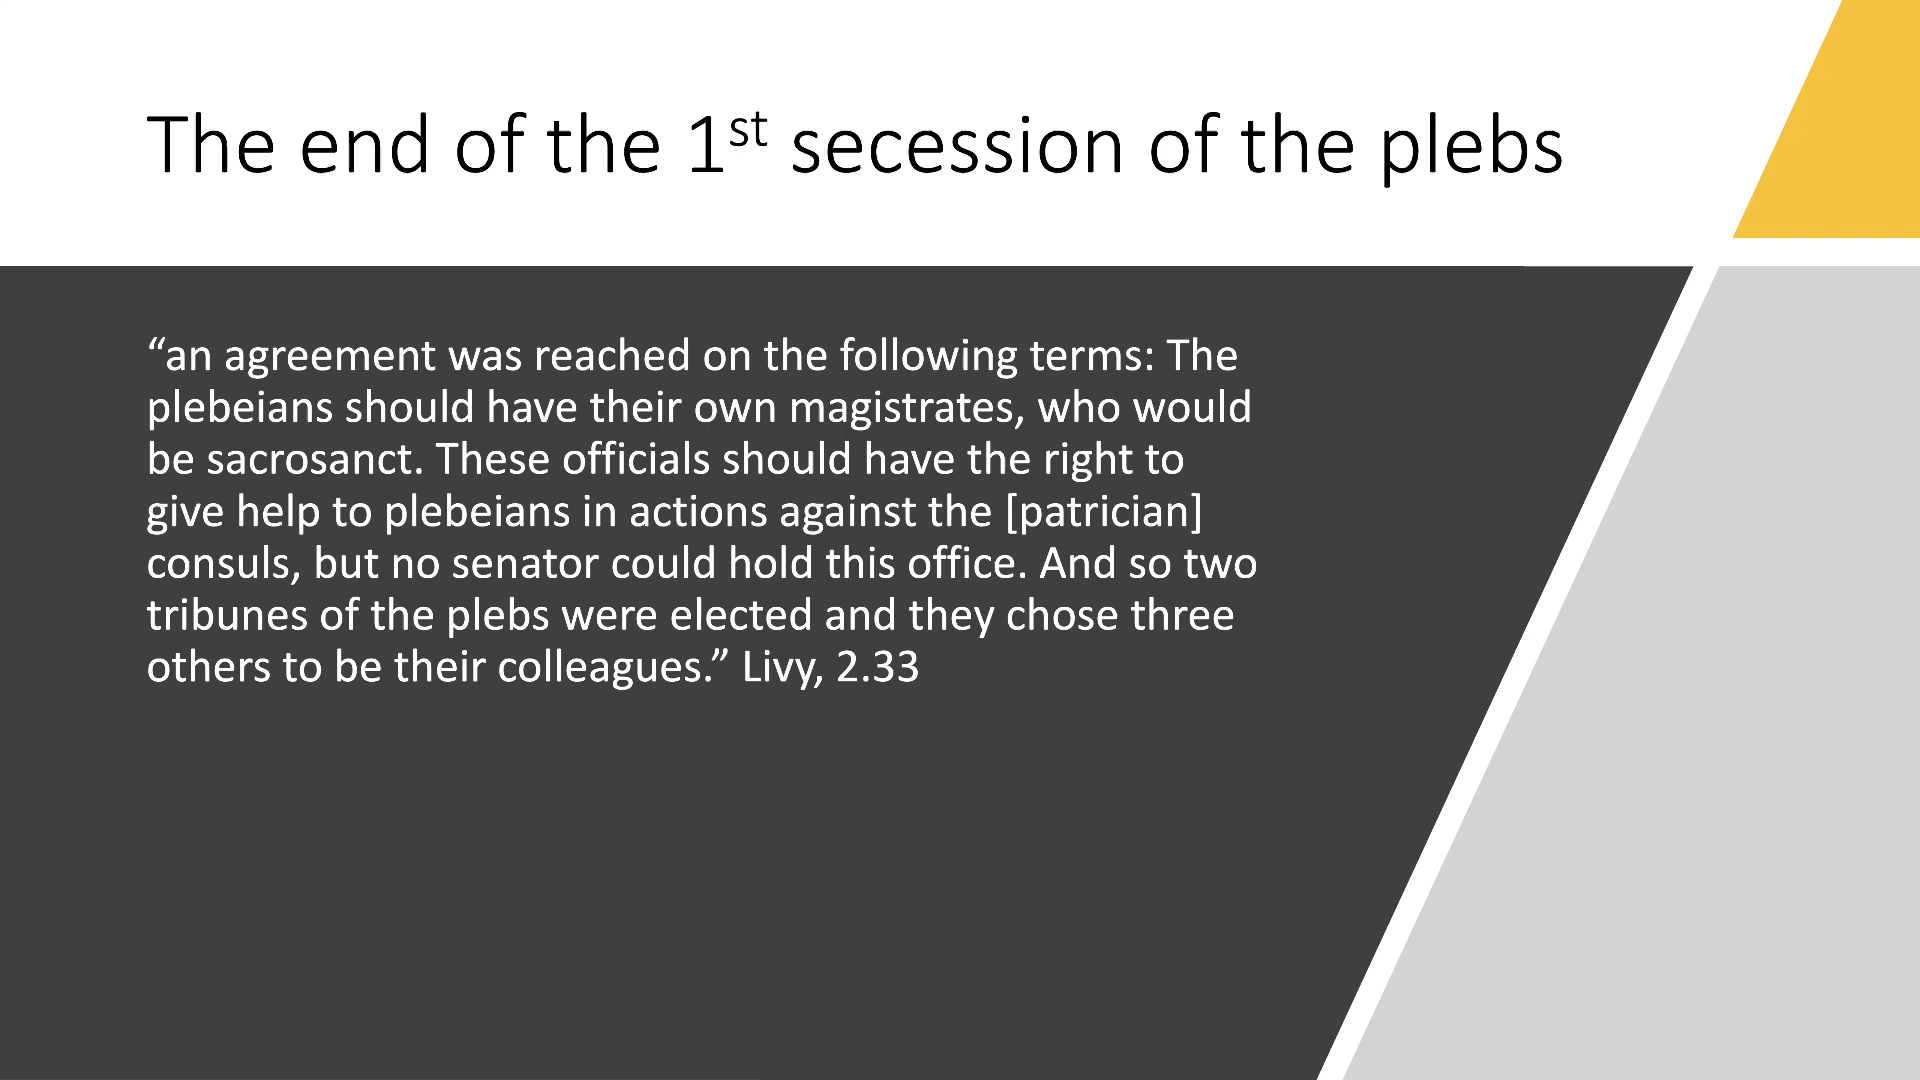 The end of the 1st secession of the plebs
“an agreement was reached on the following terms: The
plebeians should have their own magistrates, who would
be sacrosanct. These officials should have the right to
give help to plebeians in actions against the [patrician]
consuls, but no senator could hold this office. And so two
tribunes of the plebs were elected and they chose three
others to be their colleagues.” Livy, 2.33